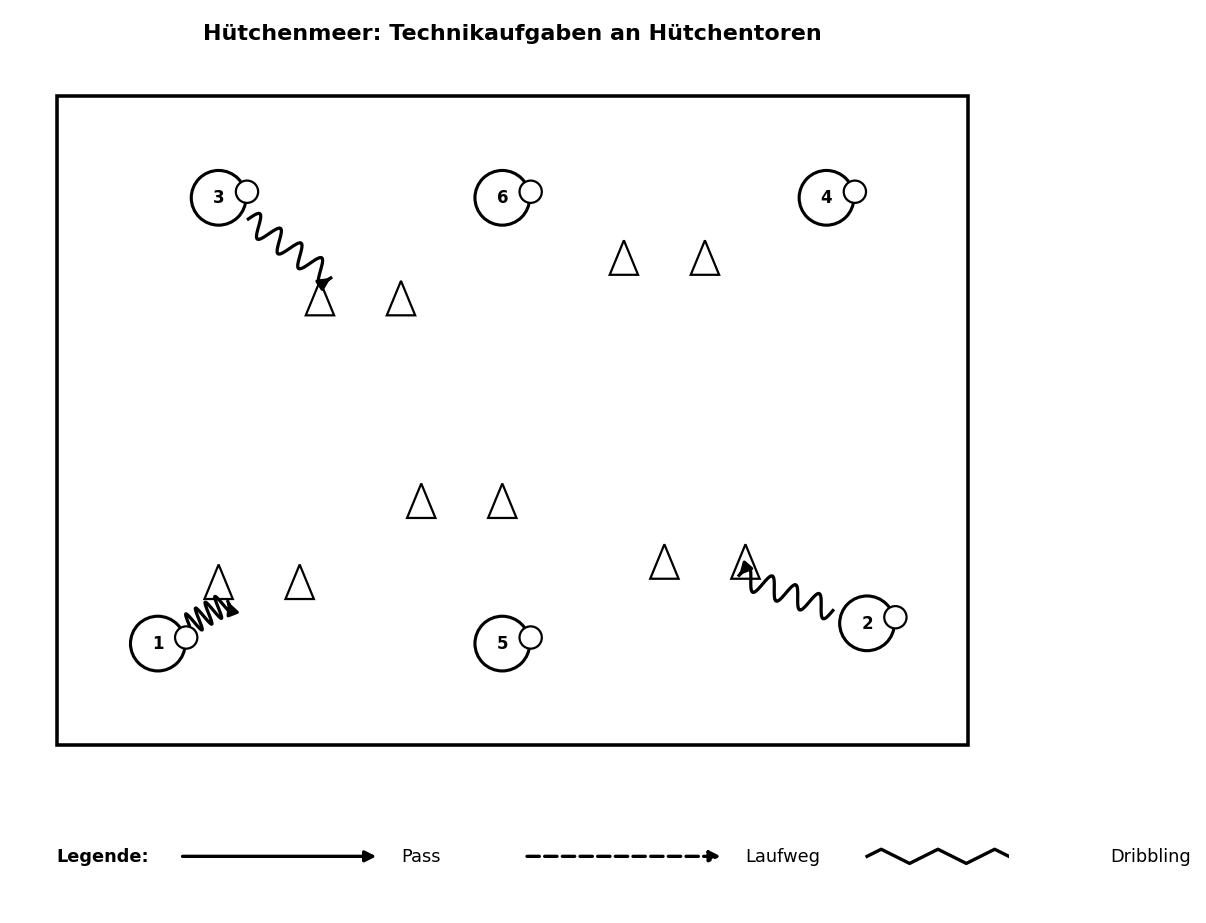 Hütchenmeer: Technikaufgaben an Hütchentoren
3 6 4
1 5 2
Legende: Pass Laufweg Dribbling